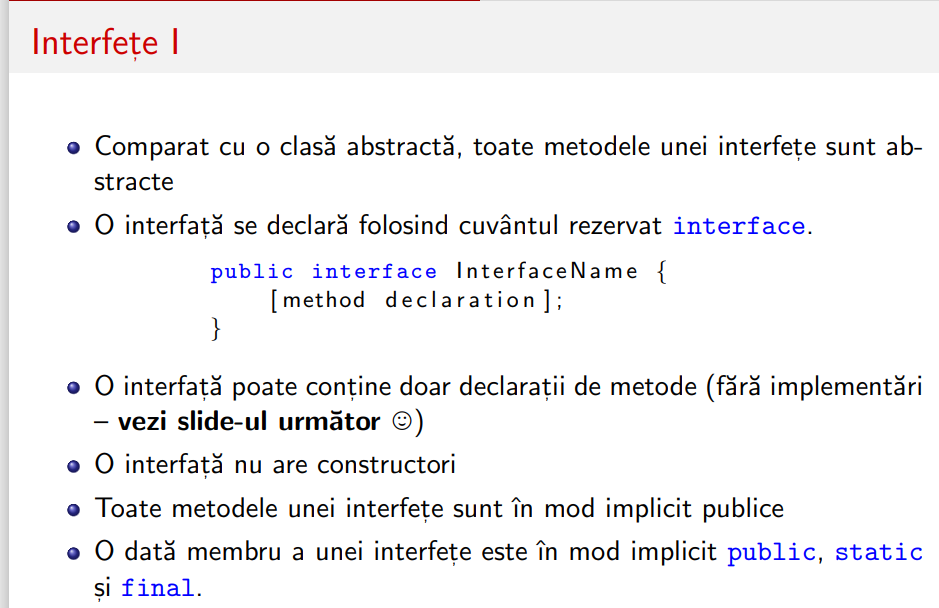 Interfețe I
Comparat cu o clasă abstractă, toate metodele unei interfețe sunt ab-
stracte
O interfață se declară folosind cuvântul rezervat interface.
public interface InterfaceName {
[method declaration];
}
O interfață poate conține doar declarații de metode (fără implementări
– vezi slide-ul următor ☺)
O interfață nu are constructori
Toate metodele unei interfețe sunt în mod implicit publice
O dată membru a unei interfețe este în mod implicit public, static
și final.